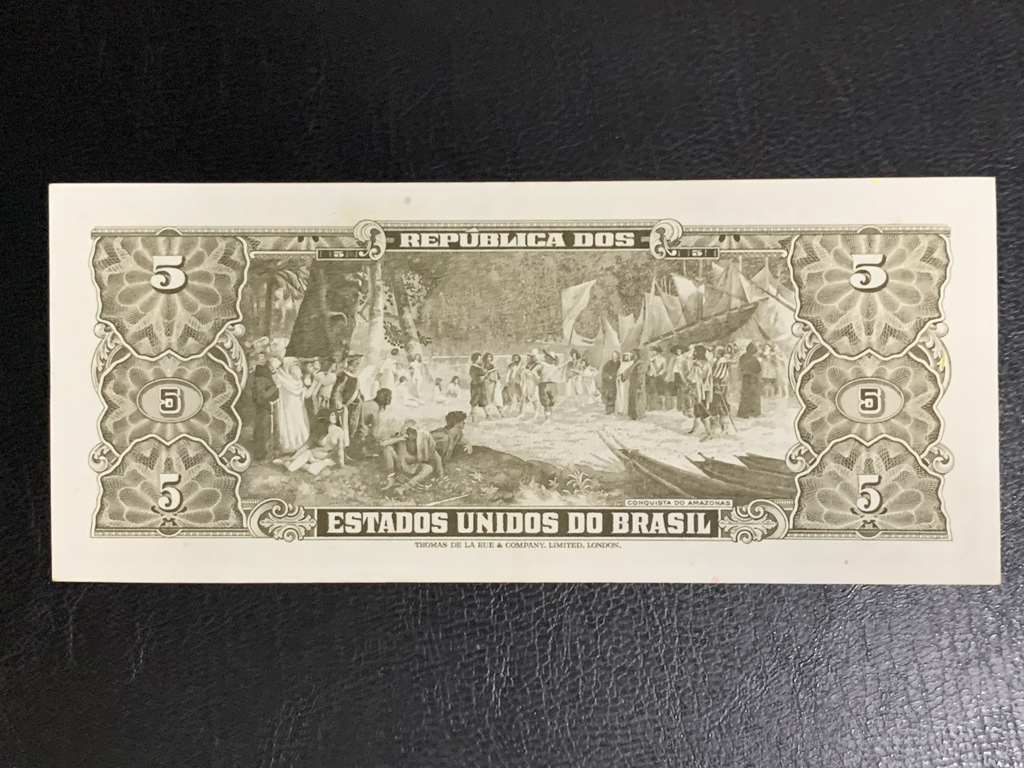 REPÚBLICA DOS
5 5 5 5
5 5
5 5
CONQUISTA DO AMAZONAS
ESTADOS UNIDOS DO BRASIL
THOMAS DE LA RUE & COMPANY, LIMITED, LONDON.